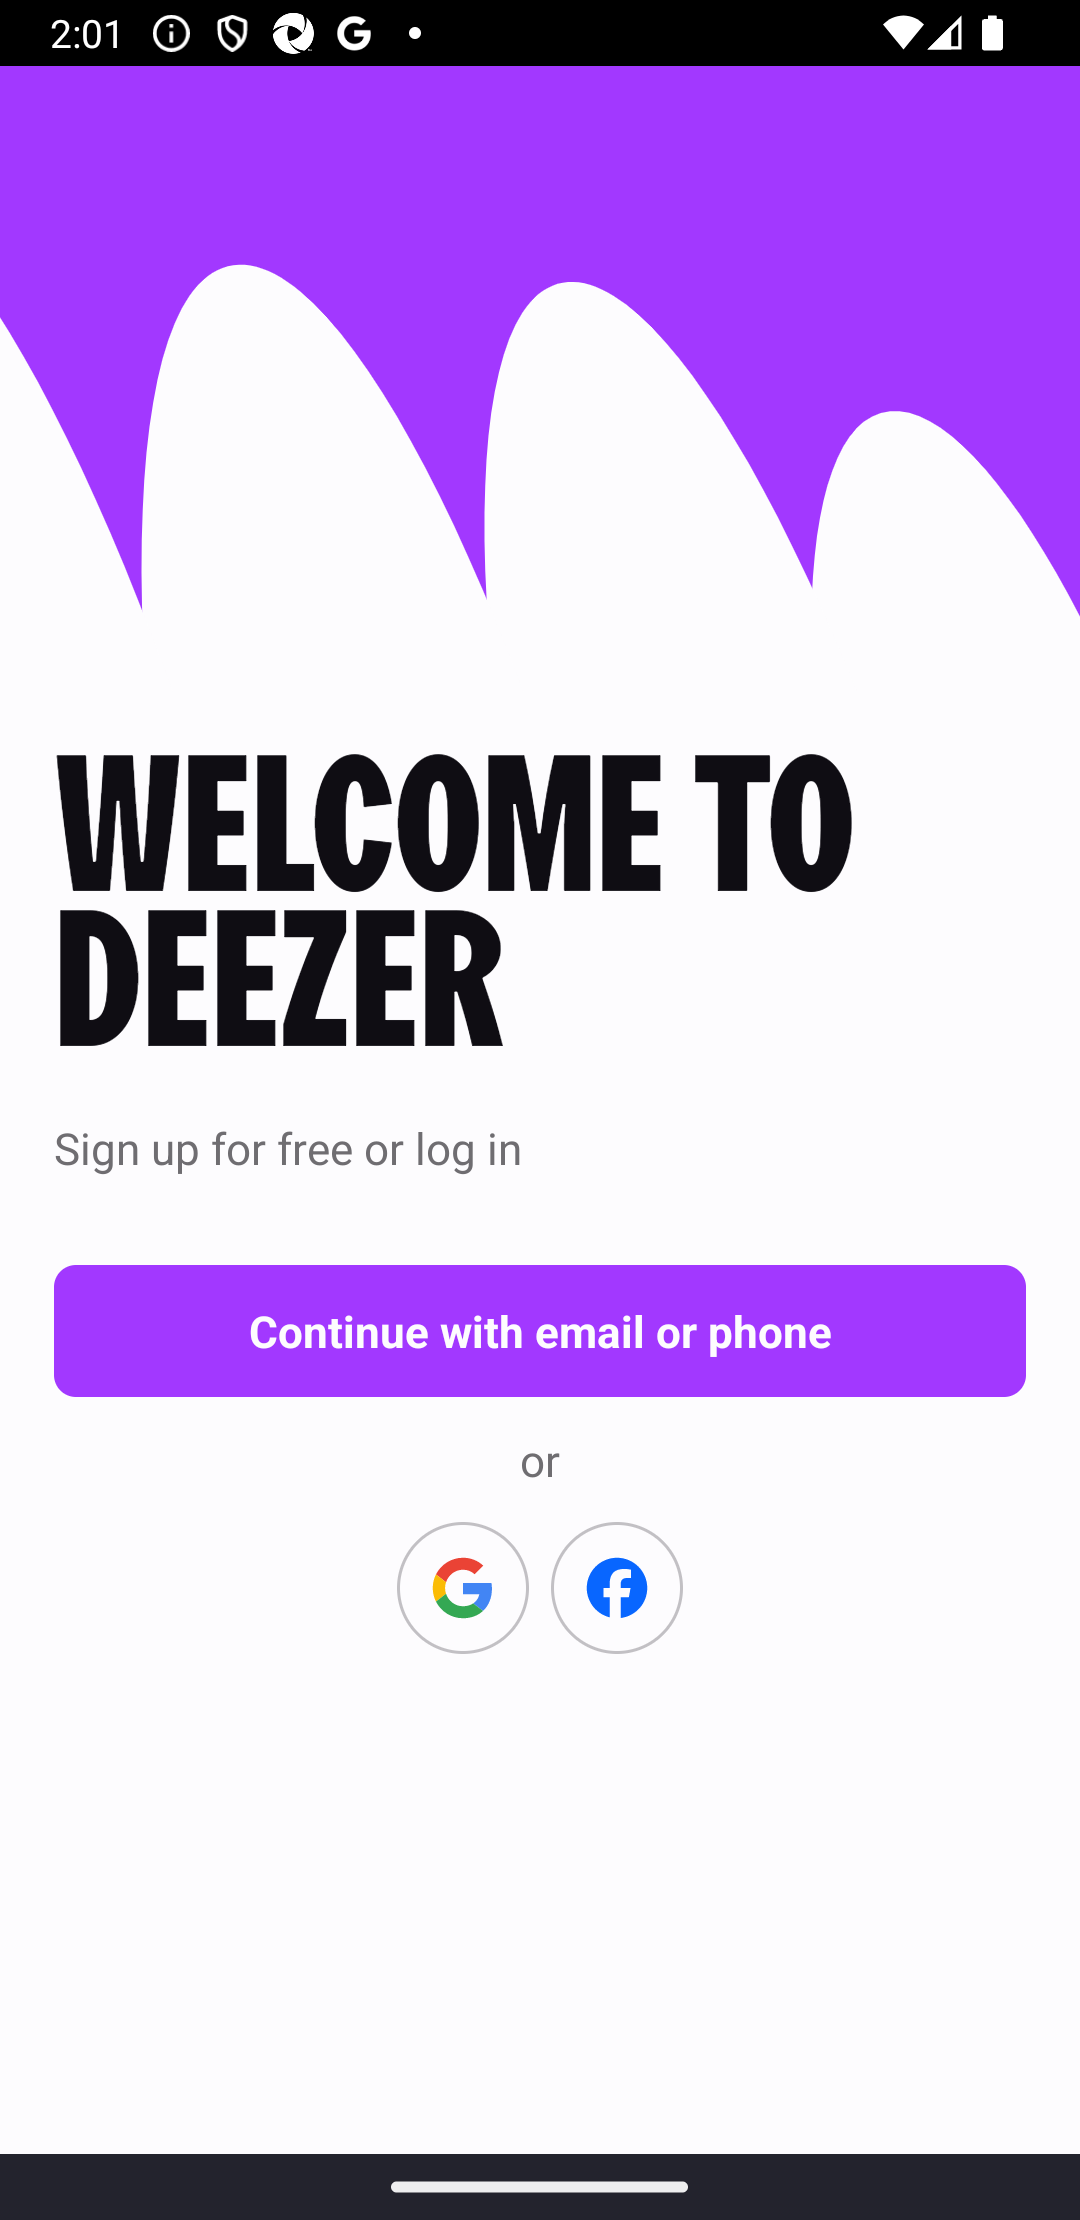 2:01
WELCOME TO
DEEZER
Sign up for free or log in
Continue with email or phone
or